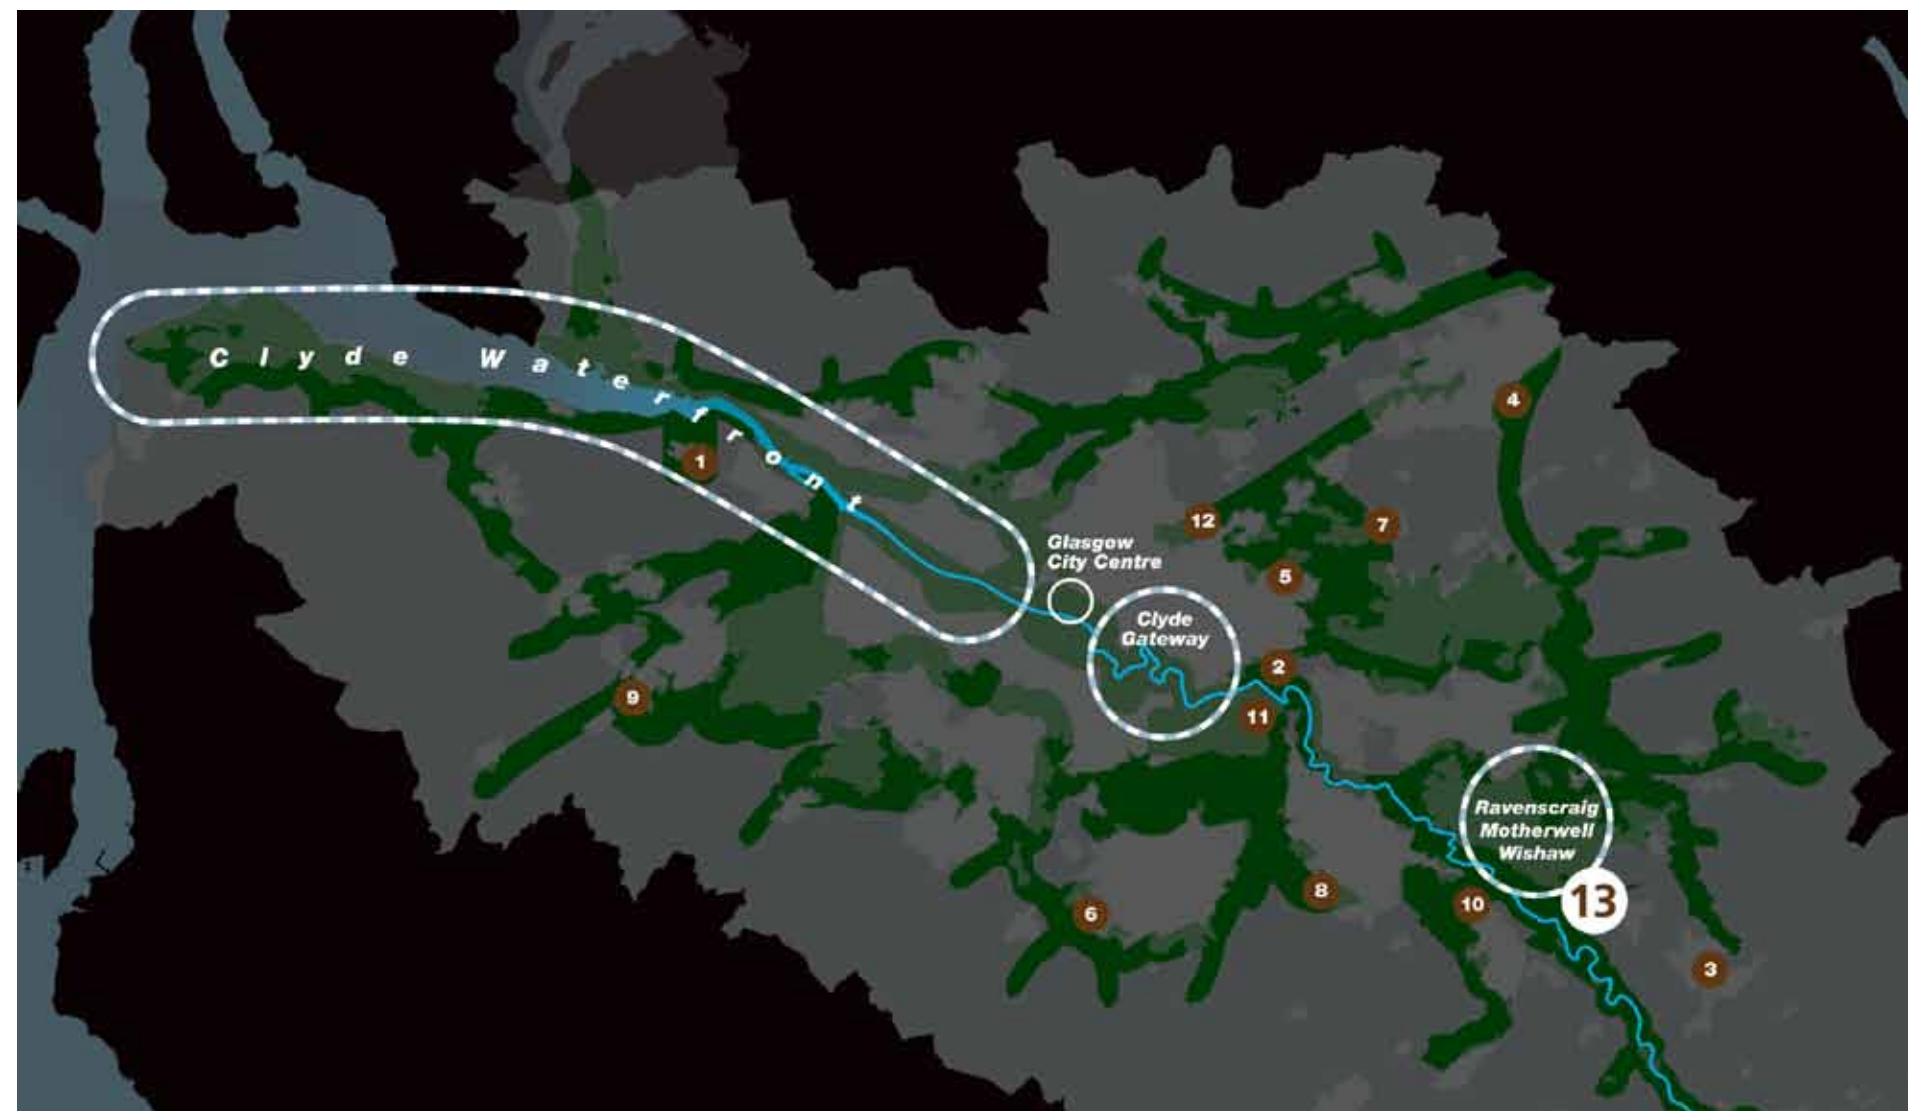 Clyde Waterfront
4
1
12
7
Glasgow
City Centre
5
Clyde
Gateway
2
9
11
Ravenscraig
Motherwell
Wishaw
8
13
10
6
3